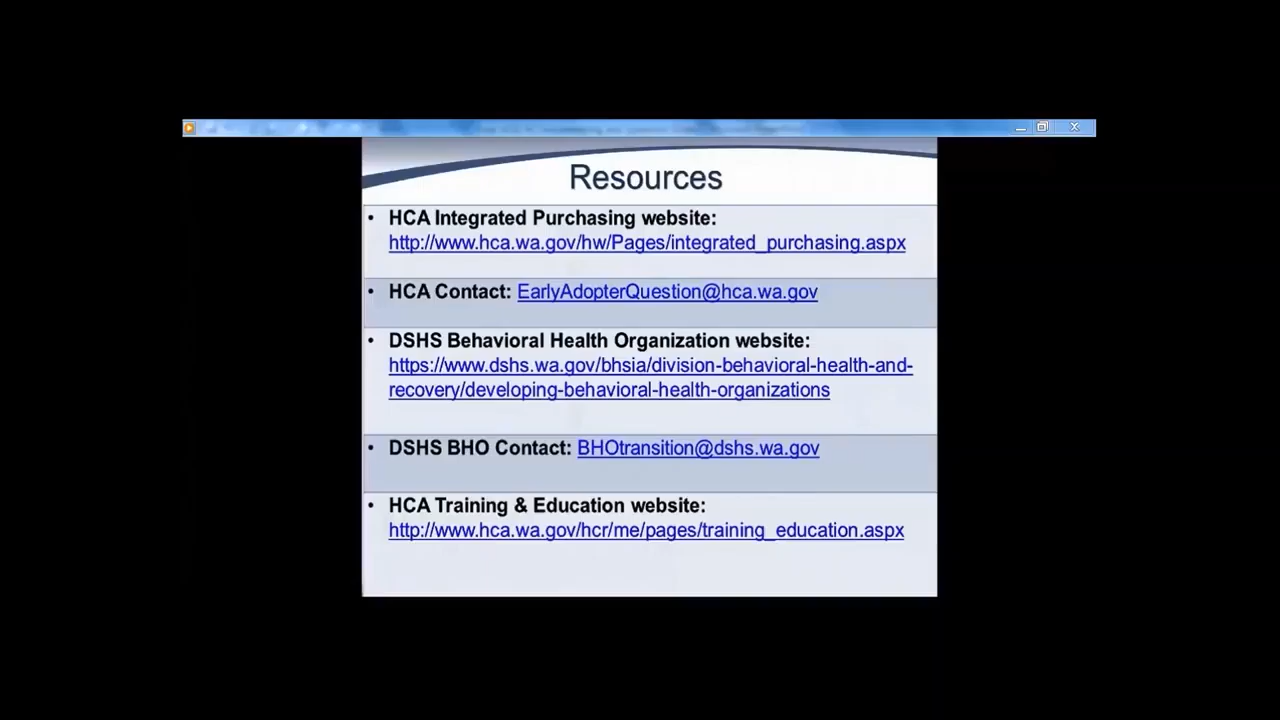 Resources
• HCA Integrated Purchasing website:
http://www.hca.wa.gov/hw/Pages/integrated_purchasing.aspx
• HCA Contact: EarlyAdopterQuestion@hca.wa.gov
• DSHS Behavioral Health Organization website:
https://www.dshs.wa.gov/bhsia/division-behavioral-health-and-
recovery/developing-behavioral-health-organizations
• DSHS BHO Contact: BHOtransition@dshs.wa.gov
• HCA Training & Education website:
http://www.hca.wa.gov/hcr/me/pages/training_education.aspx